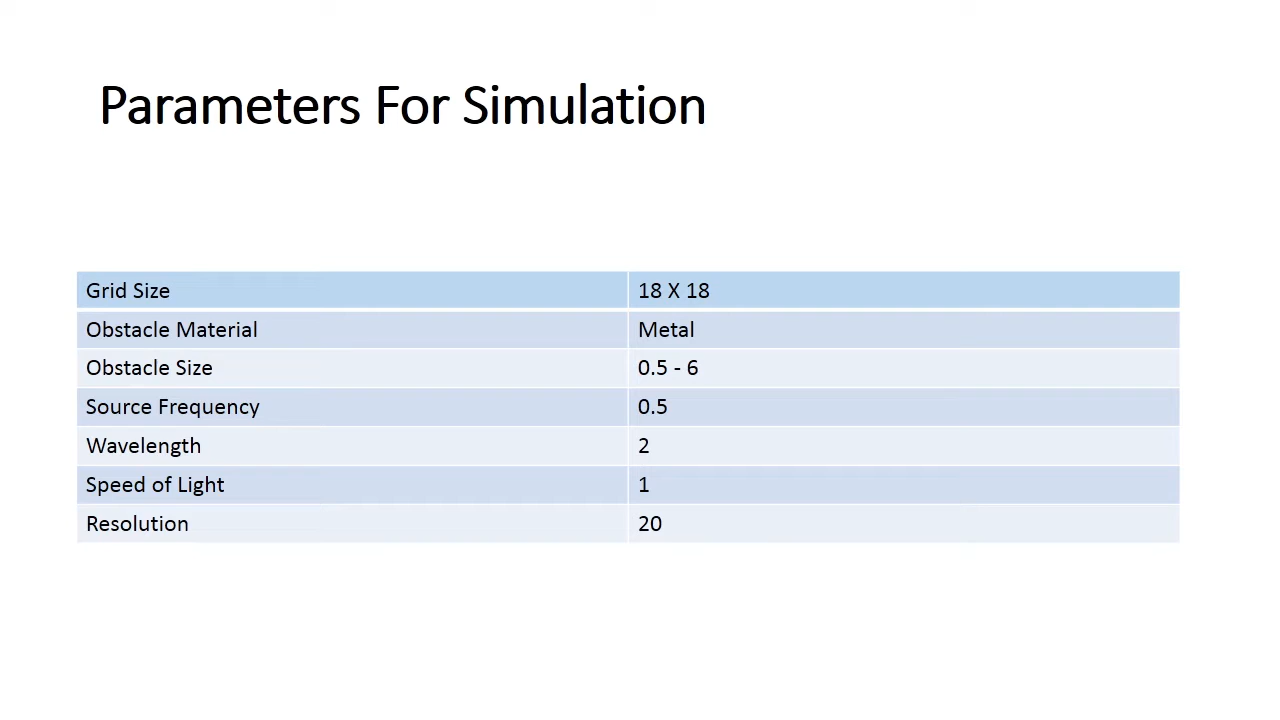 Parameters For Simulation
Grid Size 18 X 18
Obstacle Material Metal
Obstacle Size 0.5 - 6
Source Frequency 0.5
Wavelength 2
Speed of Light 1
Resolution 20